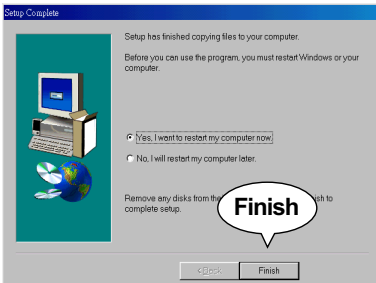 Setup Complete
Setup has finished copying files to your computer.
Before you can use the program, you must restart Windows or your
computer.
Yes, I want to restart my computer now.
No, I will restart my computer later.
Remove any disks from the ish to
complete setup.
Finish
< Back
Finish